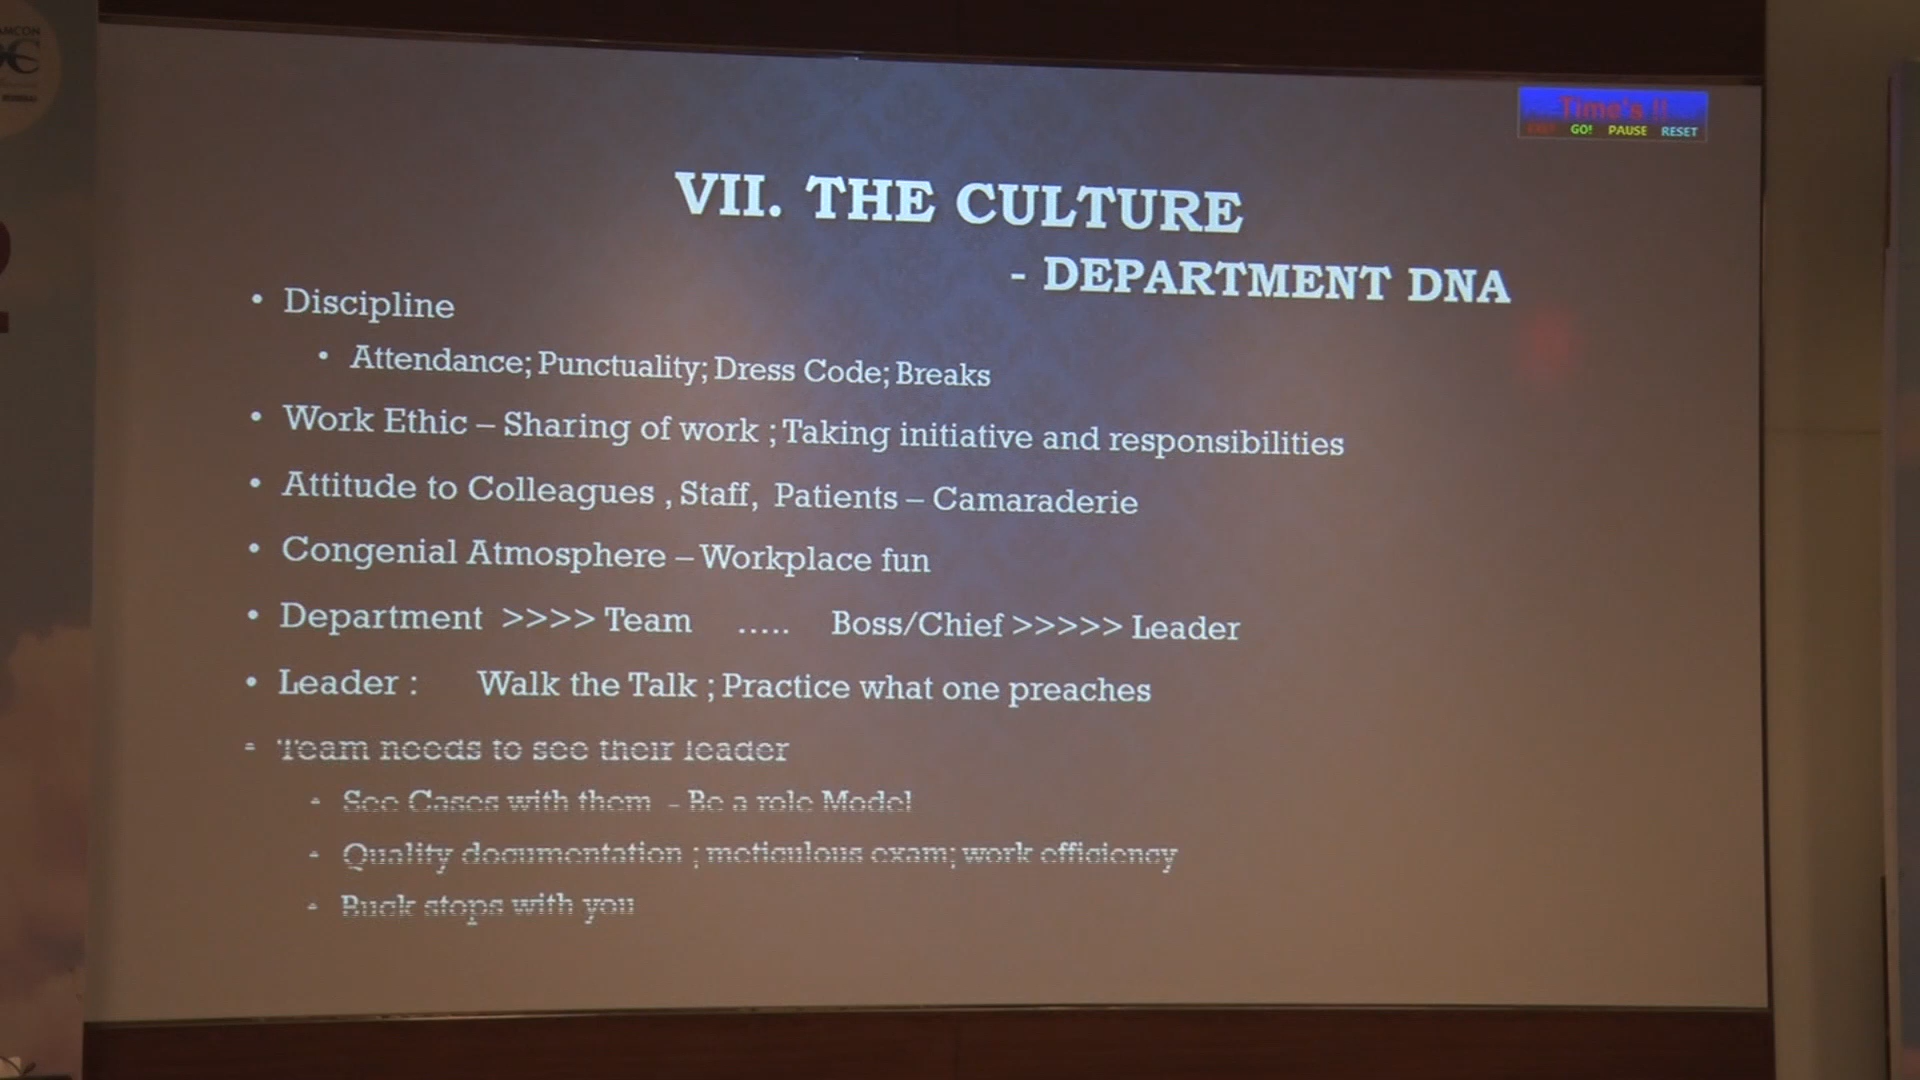 AMCON
Time's !!
GO! PAUSE RESET
VII. THE CULTURE
- DEPARTMENT DNA
• Discipline
• Attendance; Punctuality; Dress Code; Breaks
• Work Ethic – Sharing of work ; Taking initiative and responsibilities
• Attitude to Colleagues , Staff, Patients – Camaraderie
• Congenial Atmosphere – Workplace fun
• Department >>>> Team ..... Boss/Chief >>>>> Leader
• Leader : Walk the Talk ; Practice what one preaches
• Team needs to see their leader
• See Cases with them - Be a role Model
• Quality documentation ; meticulous exam; work efficiency
• Buck stops with you